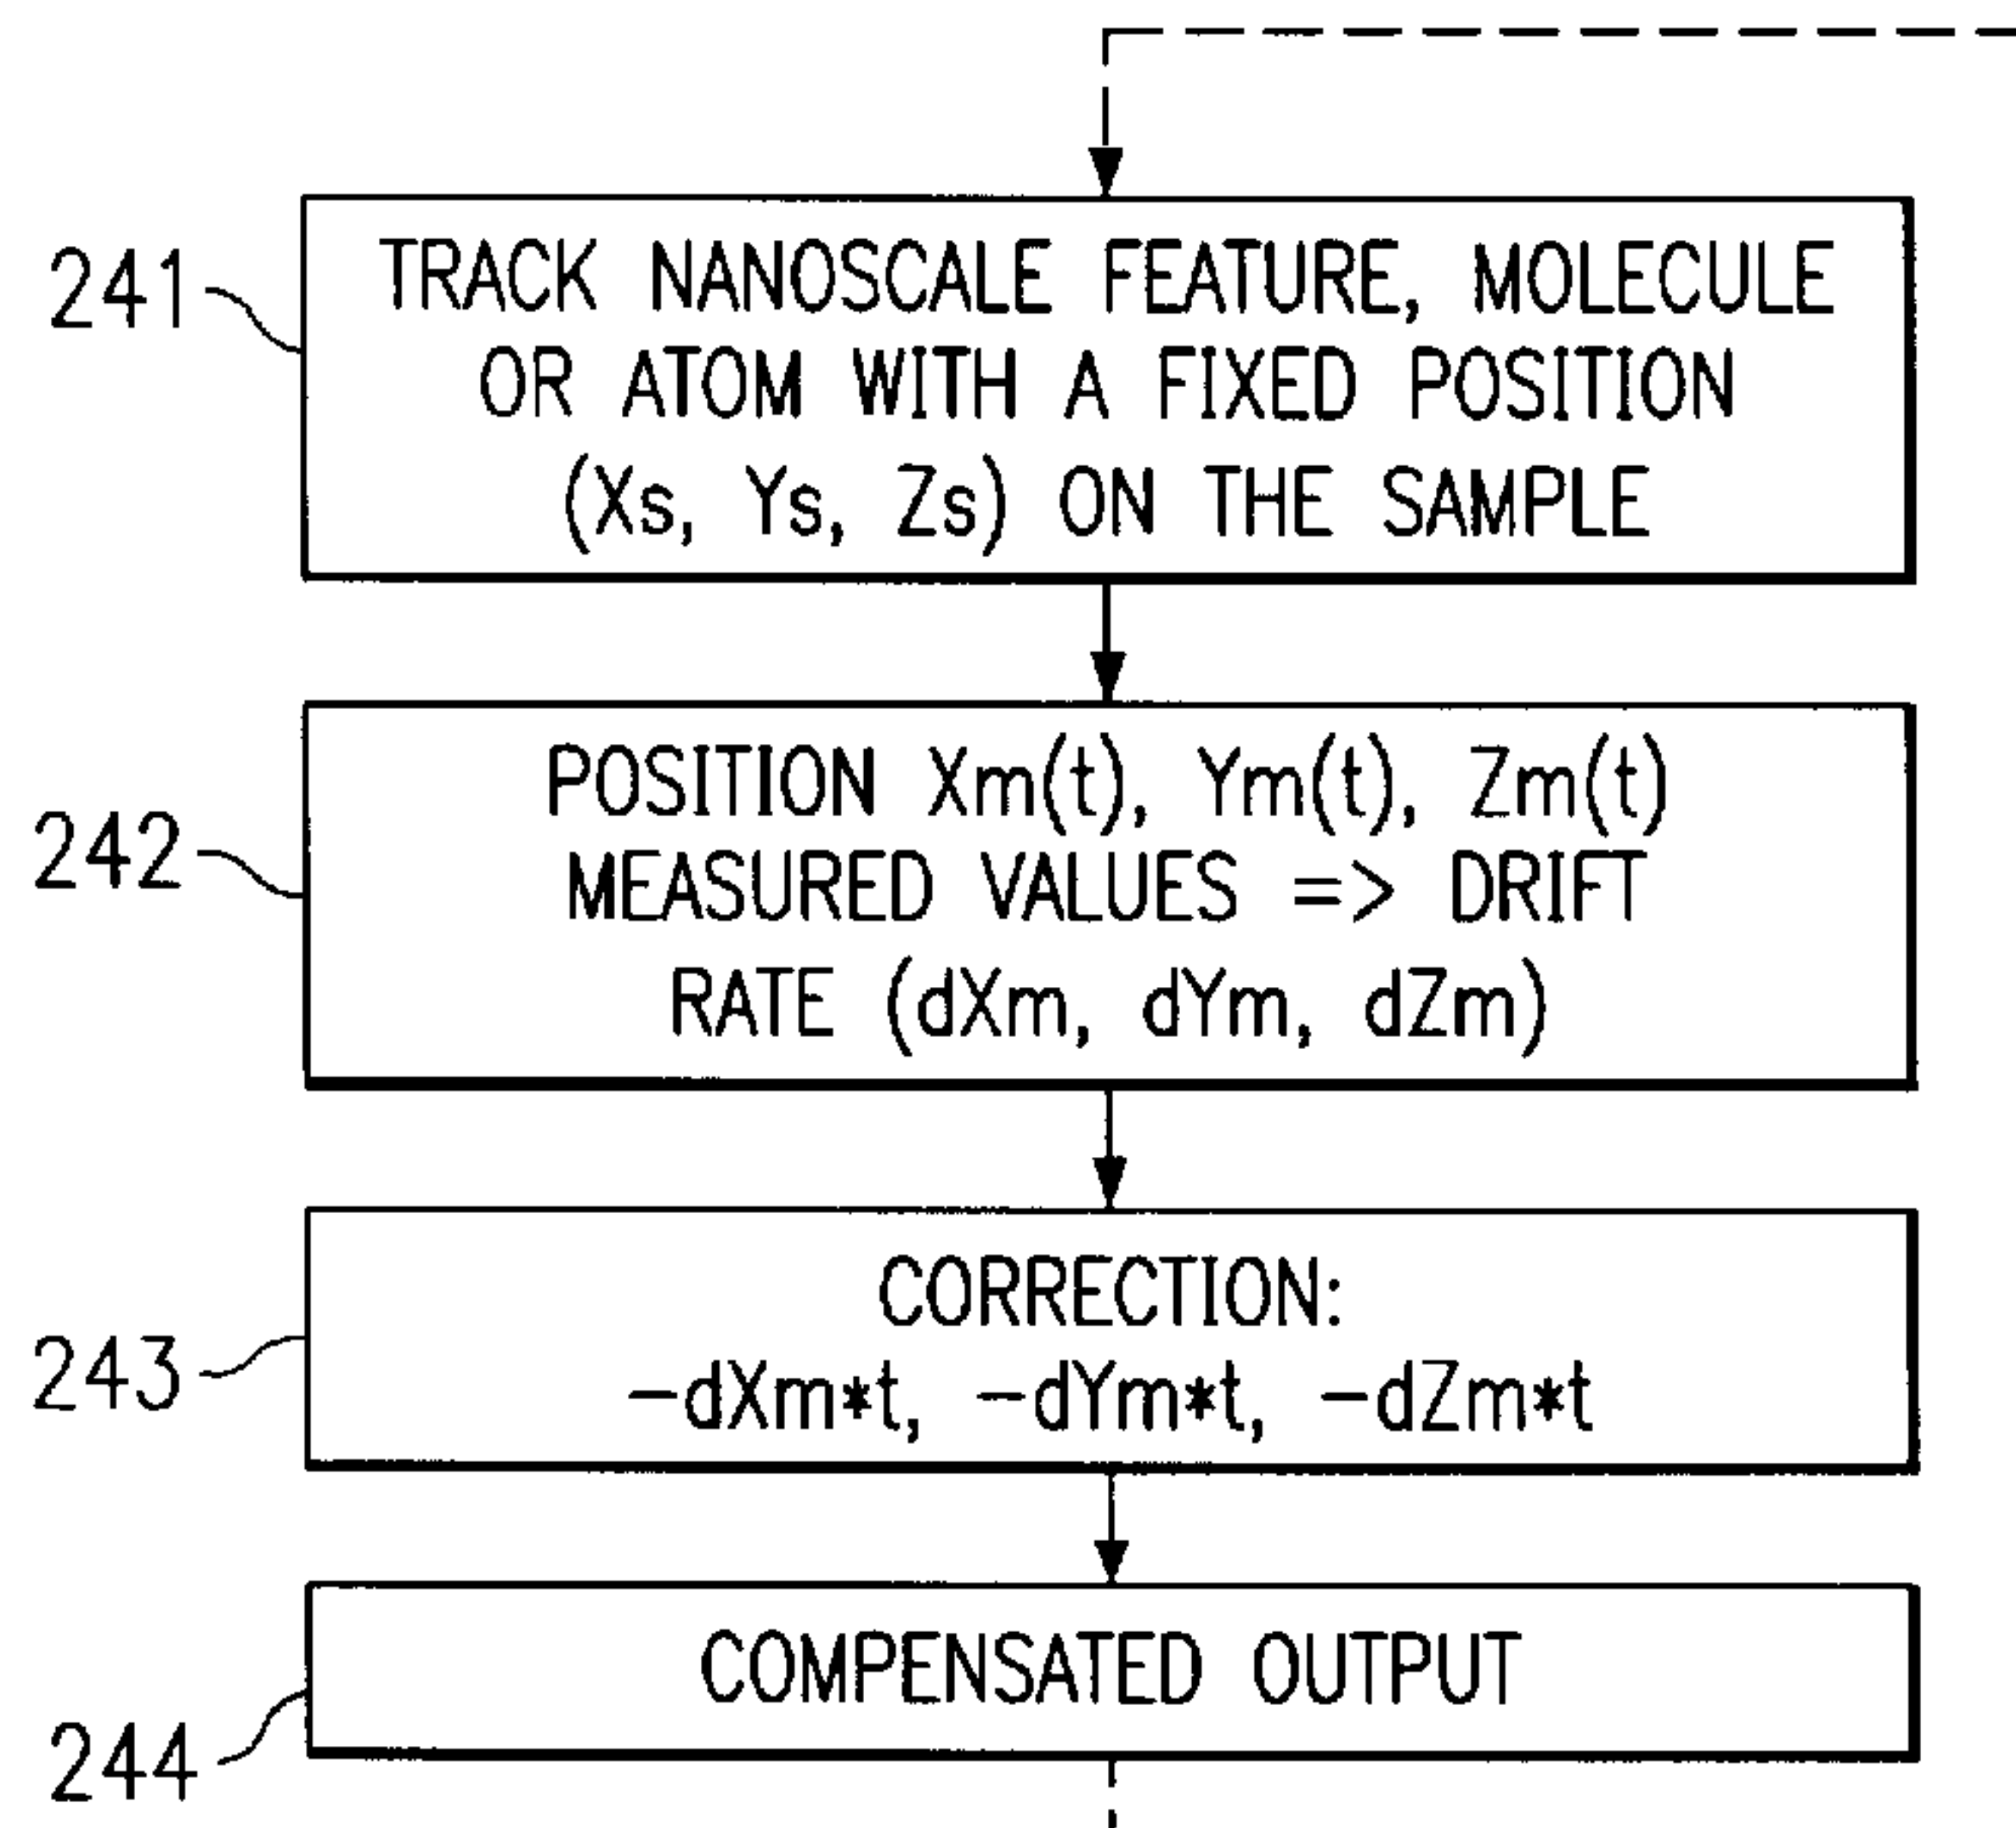 241
TRACK NANOSCALE FEATURE, MOLECULE
OR ATOM WITH A FIXED POSITION
(Xs, Ys, Zs) ON THE SAMPLE
242
POSITION Xm(t), Ym(t), Zm(t)
MEASURED VALUES => DRIFT
RATE (dXm, dYm, dZm)
243
CORRECTION:
-dXm*t, -dYm*t, -dZm*t
244
COMPENSATED OUTPUT